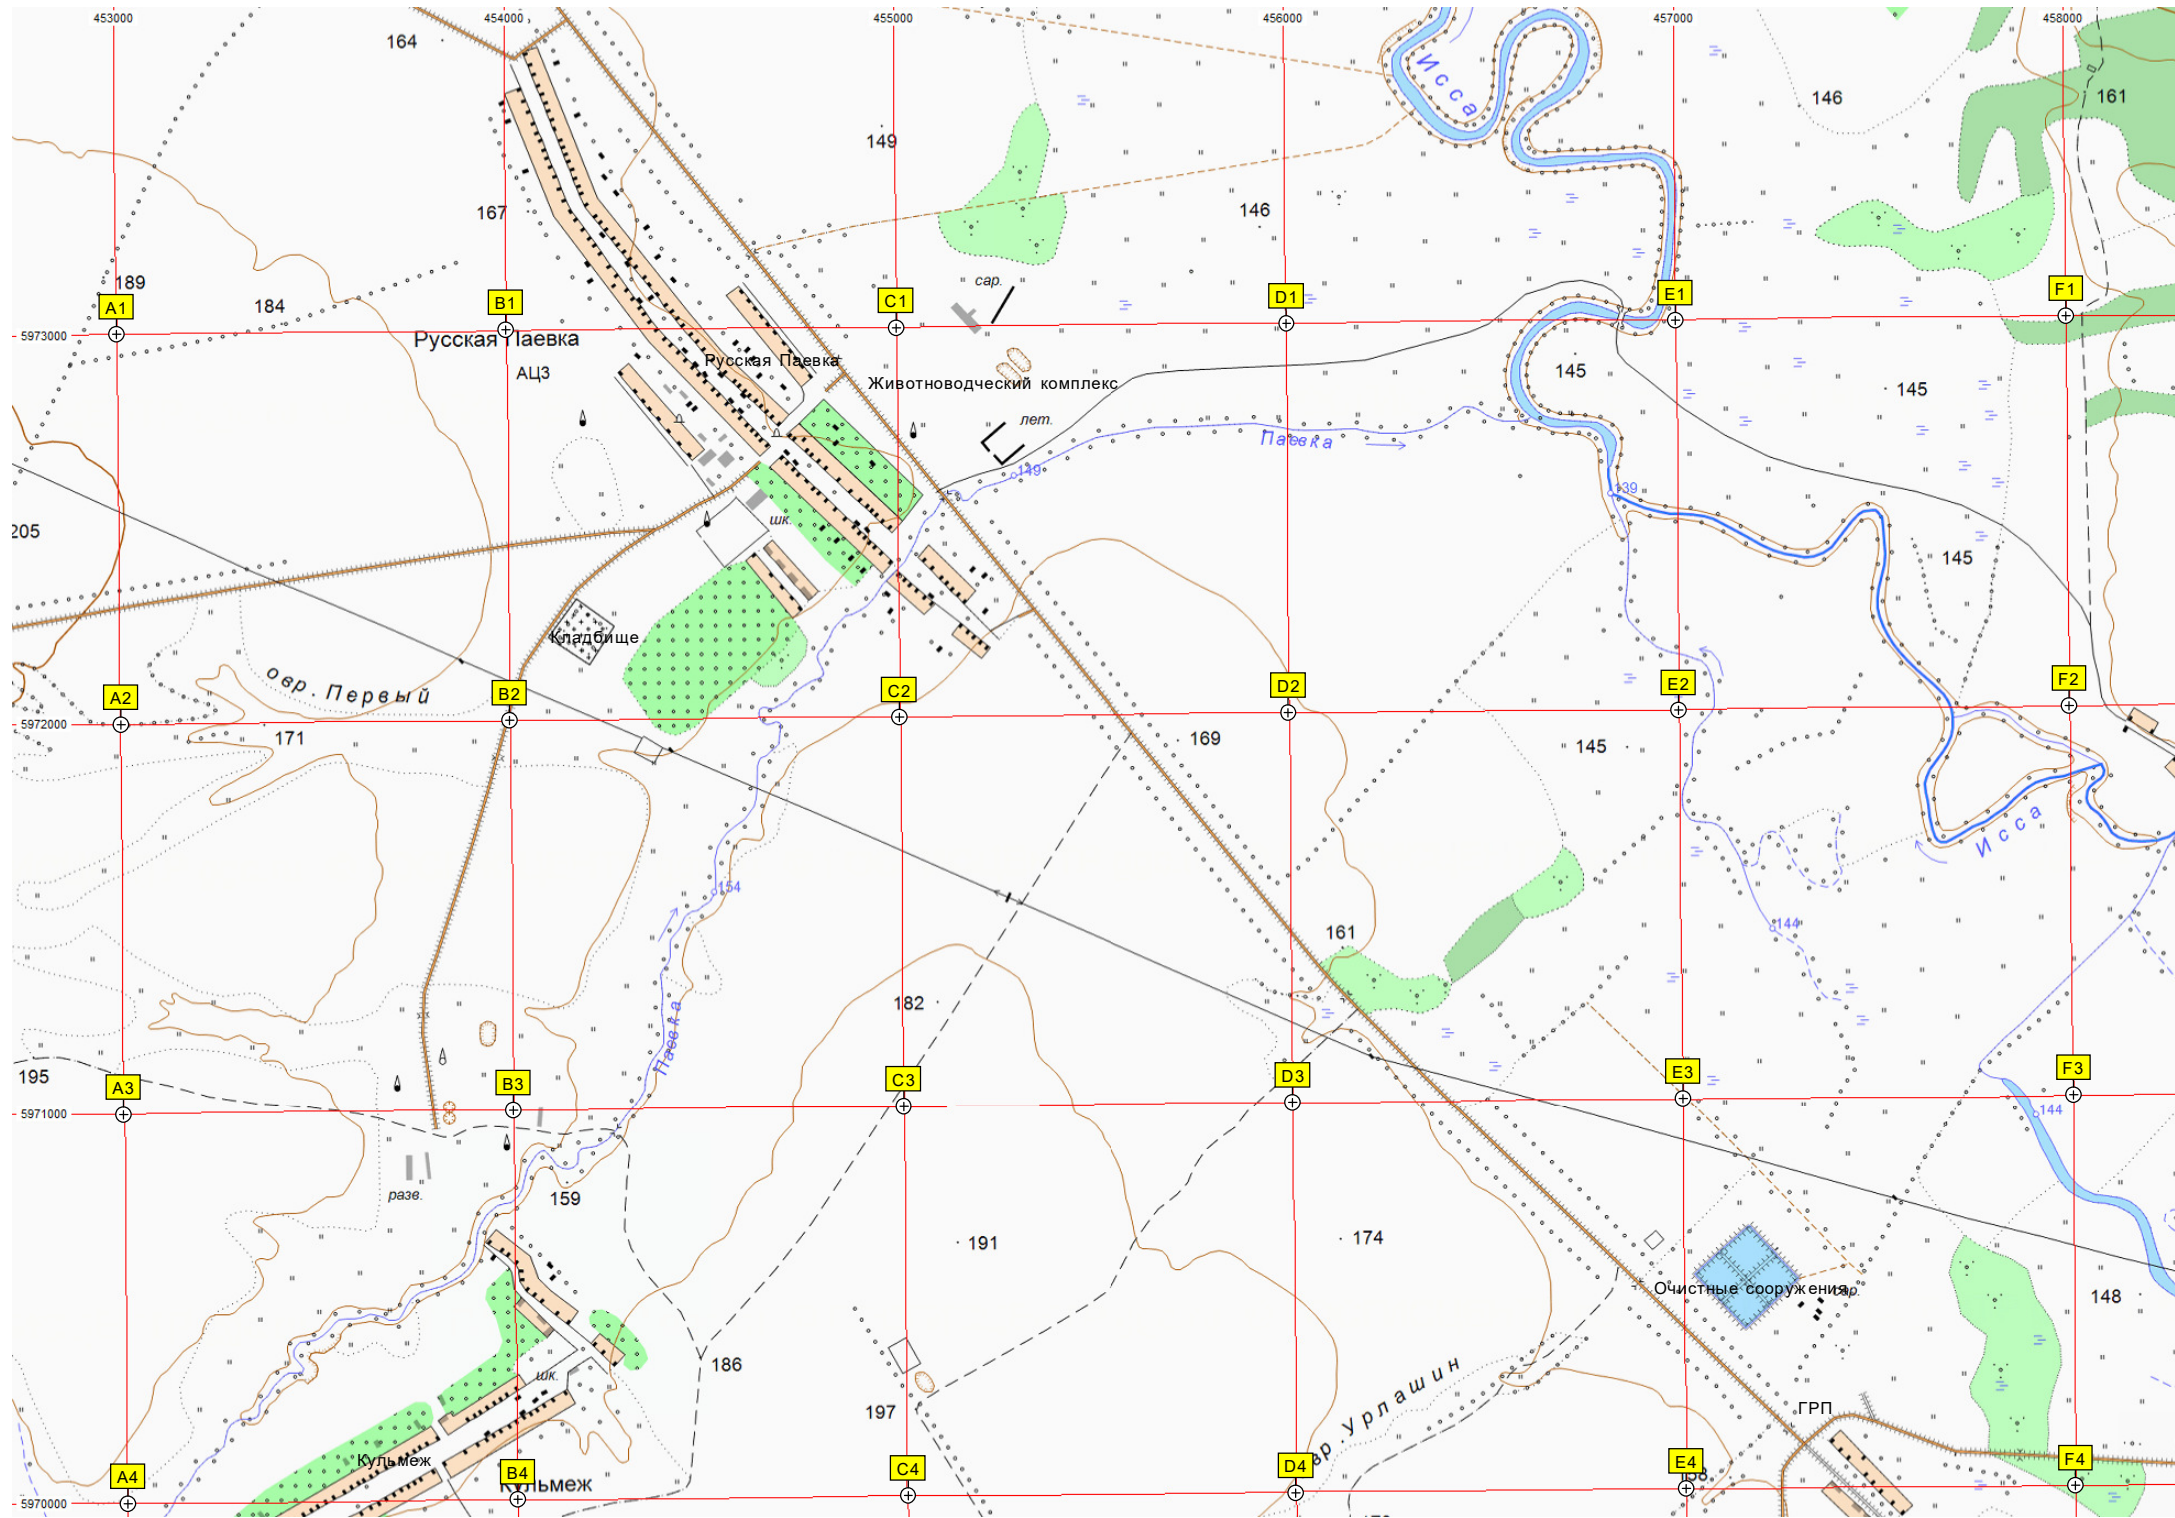 453000 454000 455000 456000 457000 458000
164
Исса
146
161
149
167
146
189
184
сар.
A1 B1 C1 D1 E1 F1
5973000
Русская Паевка
Русская Паевка
АЦЗ
Животноводческий комплекс
145
145
лет.
Паевка
149
139
205
шк.
145
Кладбище
овр. Первый
A2 B2 C2 D2 E2 F2
5972000
171
169
145
Исса
154
144
161
182
Паевка
195
A3 B3 C3 D3 E3 F3
5971000
144
разв.
159
191
174
Очистные сооружения
сар.
148
186
шк.
197
овр. Урлашин
ГРП
Кульмеж
A4 B4 C4 D4 E4 F4
Кульмеж
5970000